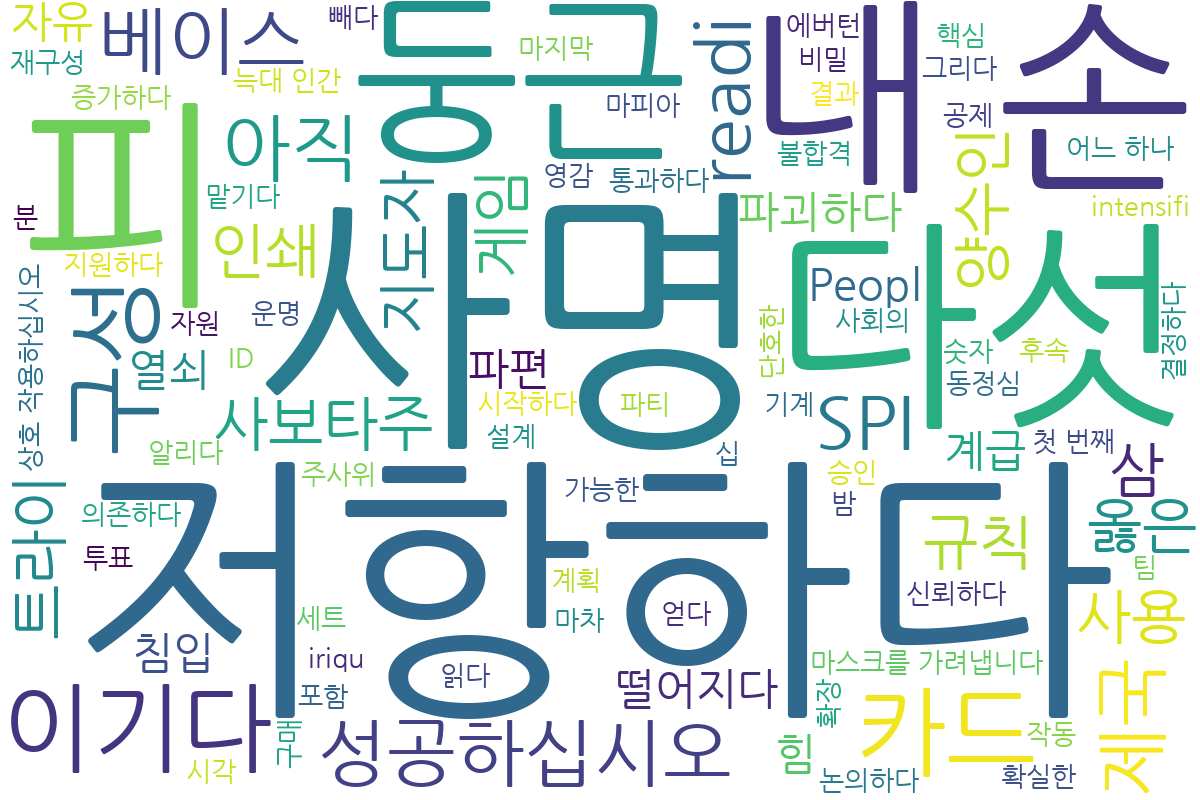 자유
베이스
빼다
둥근
마지막
readi
내
에버턴
핵심
손
재구성
늑대 인간
비밀
그리다
증가하다
마피아
결과
공제
피
아직
영감
통과하다
불합격
어느 하나
맡기다
양수인
intensifi
분
인쇄
지도자
게임
사명
파괴하다
다섯
지원하다
상호 작용하십시오
구성
자원
운명
Peopl
사회의
결정하다
열쇠
ID
파편
단호한
숫자
후속
동정심
사보타주
시작하다
파티
기계
SPI
설계
계급
첫 번째
알리다
십
삼
저항하다
주사위
가능한
승인
밤
트라이
의존하다
옳은
투표
규칙
계획
팀
신뢰하다
세트
마차
얻다
사용
침입
iriqu
읽다
마스크를 가려냅니다
이기다
포함
떨어지다
확장
카드
제국
구매
성공하십시오
힘
작동
시각
논의하다
확실한